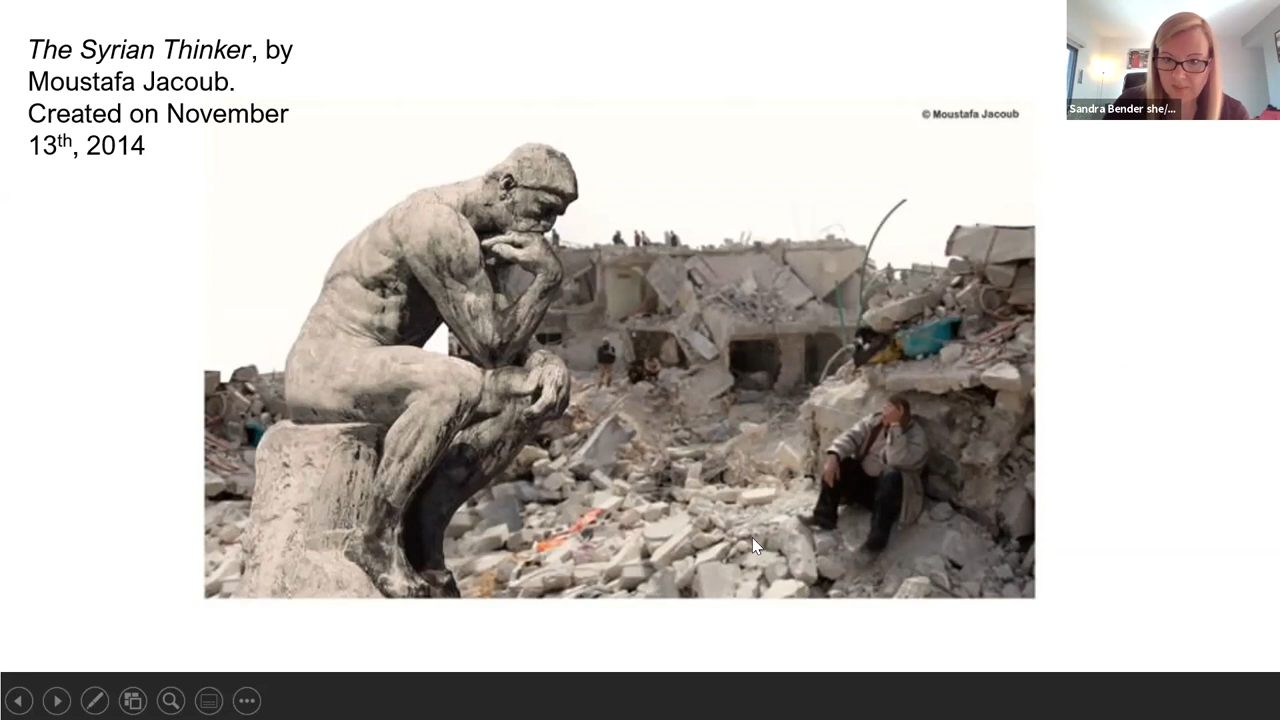 The Syrian Thinker, by
Moustafa Jacoub.
Created on November
13th, 2014
© Moustafa Jacoub
Sandra Bender she/...